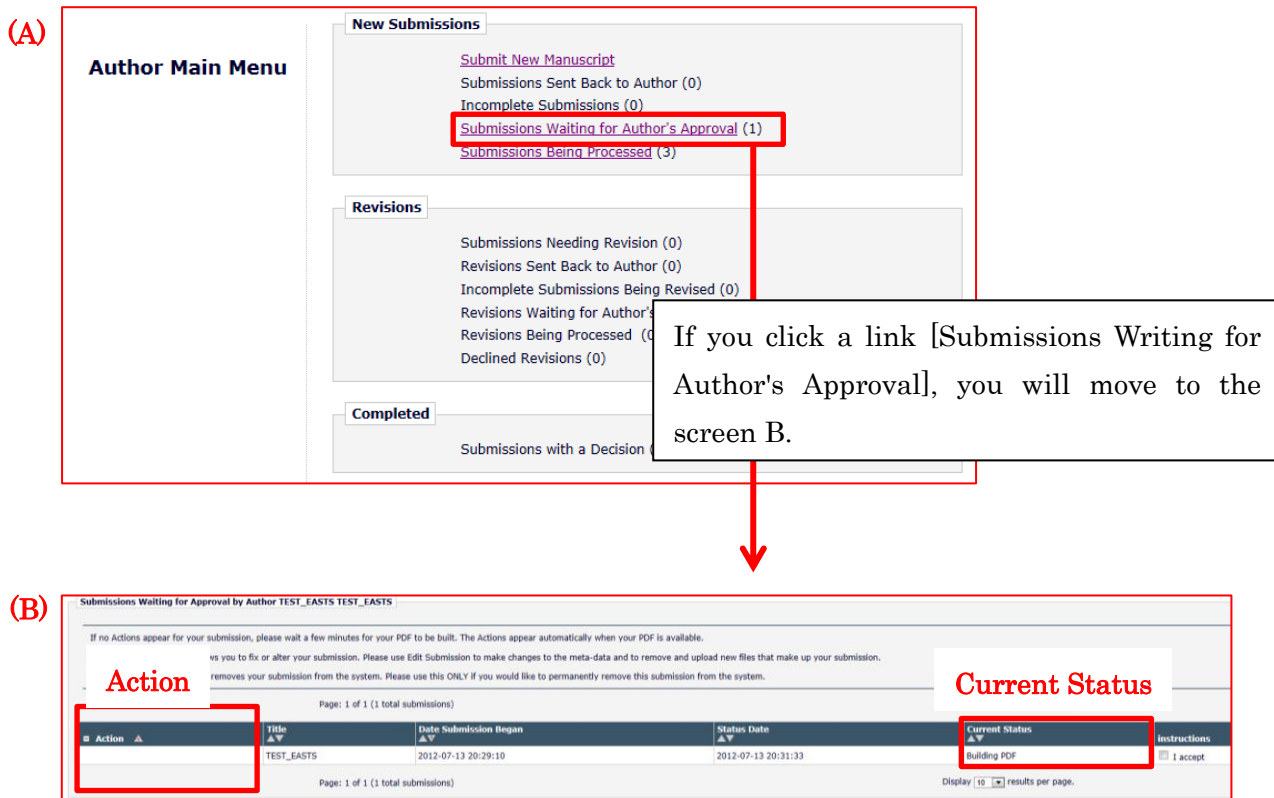 (A)
Author Main Menu
New Submissions
Submit New Manuscript
Submissions Sent Back to Author (0)
Incomplete Submissions (0)
Submissions Waiting for Author's Approval (1)
Submissions Being Processed (3)
Revisions
Submissions Needing Revision (0)
Revisions Sent Back to Author (0)
Incomplete Submissions Being Revised (0)
Revisions Waiting for Author's
Revisions Being Processed (0
Declined Revisions (0)
Completed
Submissions with a Decision
If you click a link [Submissions Writing for
Author's Approval], you will move to the
screen B.
(B)
Submissions Waiting for Approval by Author TEST_EASTS TEST_EASTS
If no Actions appear for your submission, please wait a few minutes for your PDF to be built. The Actions appear automatically when your PDF is available.
you to fix or alter your submission. Please use Edit Submission to make changes to the meta-data and to remove and upload new files that make up your submission.
removes your submission from the system. Please use this ONLY if you would like to permanently remove this submission from the system.
Action
Current Status
Page: 1 of 1 (1 total submissions)
Action Title Date Submission Began Status Date Current Status instructions
TEST_EASTS 2012-07-13 20:29:10 2012-07-13 20:31:33 Building PDF I accept
Page: 1 of 1 (1 total submissions) Display 10 results per page.